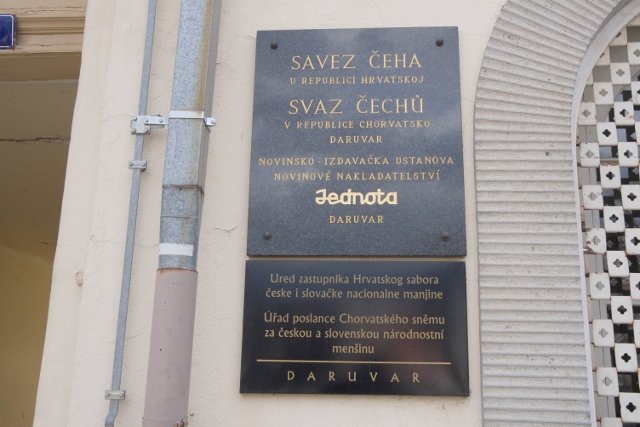 SAVEZ ČEHA
U REPUBLICI HRVATSKOJ
SVAZ ČECHŮ
V REPUBLICE CHORVATSKO
DARUVAR
NOVINSKO-IZDAVAČKA USTANOVA
NOVINOVÉ NAKLADATELSTVÍ
Jednota
DARUVAR
Ured zastupnika Hrvatskog sabora
češke i slovačke nacionalne manjine
Úřad poslance Chorvatského sněmu
za českou a slovenskou národnostní
menšinu
DARUVAR